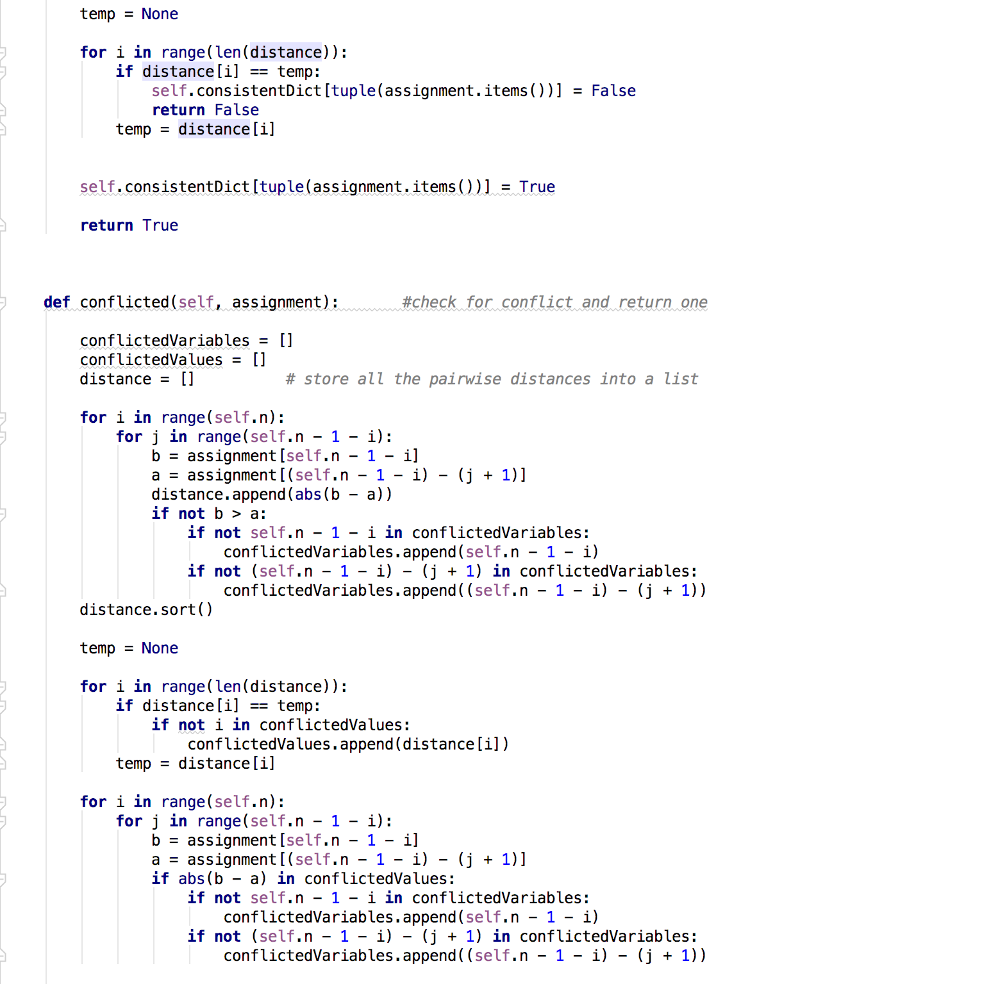 temp = None
for i in range(len(distance)):
if distance[i] == temp:
self.consistentDict[tuple(assignment.items())] = False
return False
temp = distance[i]
self.consistentDict[tuple(assignment.items())] = True
return True
def conflicted(self, assignment):       #check for conflict and return one
conflictedVariables = []
conflictedValues = []
distance = []          # store all the pairwise distances into a list
for i in range(self.n):
for j in range(self.n - 1 - i):
b = assignment[self.n - 1 - i]
a = assignment[(self.n - 1 - i) - (j + 1)]
distance.append(abs(b - a))
if not b > a:
if not self.n - 1 - i in conflictedVariables:
conflictedVariables.append(self.n - 1 - i)
if not (self.n - 1 - i) - (j + 1) in conflictedVariables:
conflictedVariables.append((self.n - 1 - i) - (j + 1))
distance.sort()
temp = None
for i in range(len(distance)):
if distance[i] == temp:
if not i in conflictedValues:
conflictedValues.append(distance[i])
temp = distance[i]
for i in range(self.n):
for j in range(self.n - 1 - i):
b = assignment[self.n - 1 - i]
a = assignment[(self.n - 1 - i) - (j + 1)]
if abs(b - a) in conflictedValues:
if not self.n - 1 - i in conflictedVariables:
conflictedVariables.append(self.n - 1 - i)
if not (self.n - 1 - i) - (j + 1) in conflictedVariables:
conflictedVariables.append((self.n - 1 - i) - (j + 1))